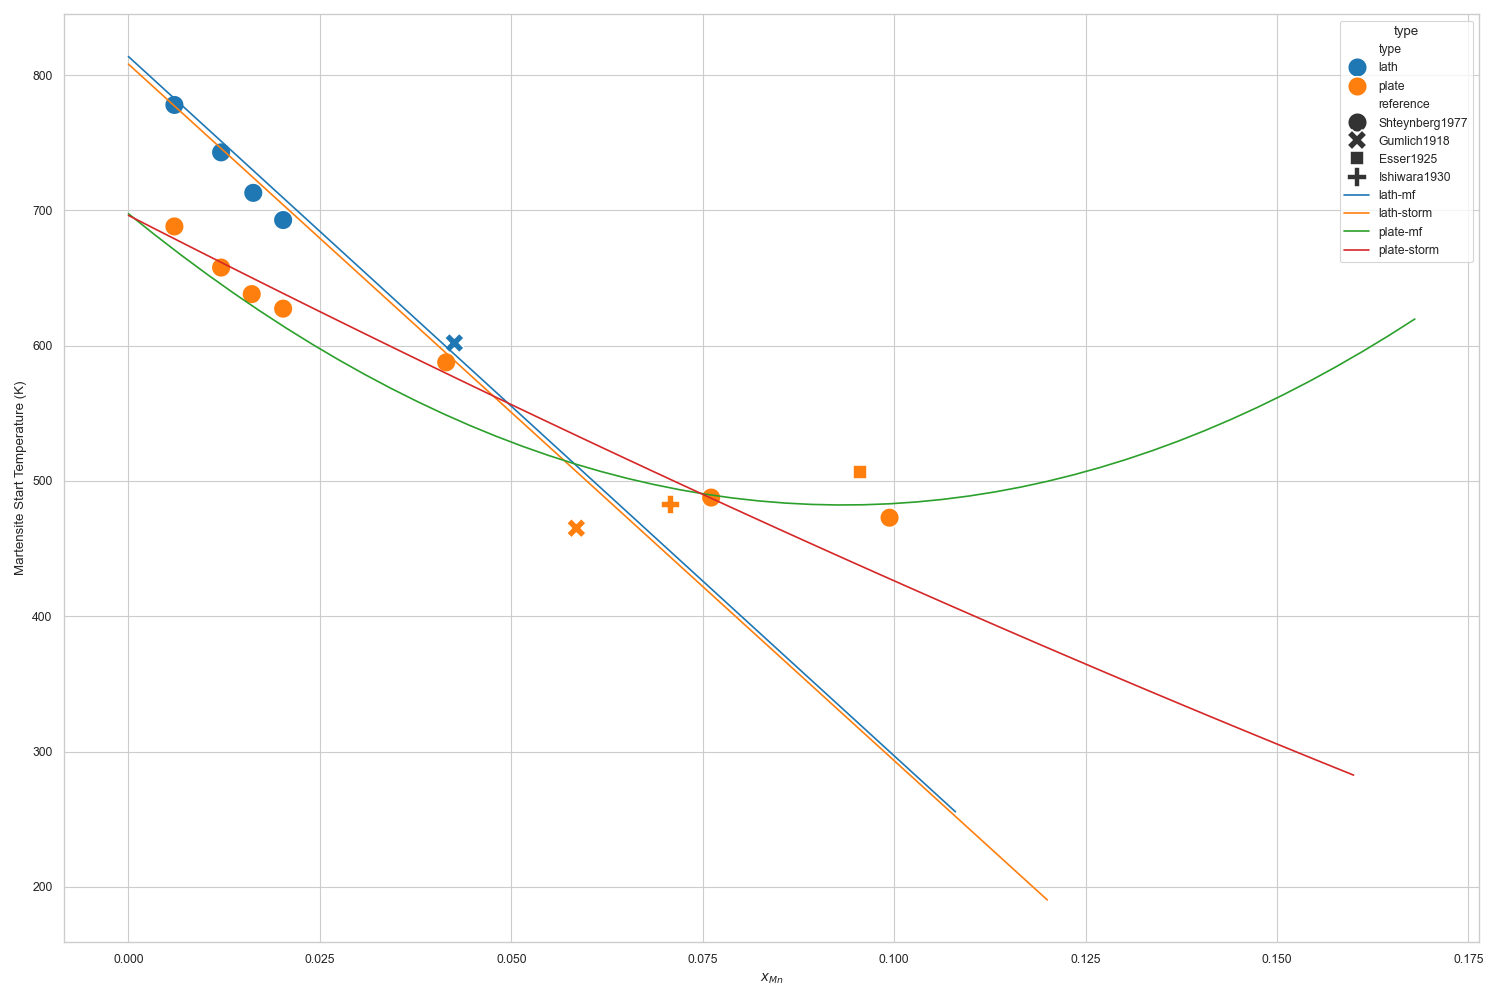 type
type
lath
plate
reference
Shteynberg1977
Gumlich1918
Esser1925
Ishiwara1930
lath-mf
lath-storm
plate-mf
plate-storm
Martensite Start Temperature (K)
800
700
600
500
400
300
200
0.000 0.025 0.050 0.075 0.100 0.125 0.150 0.175
x_{Mn}